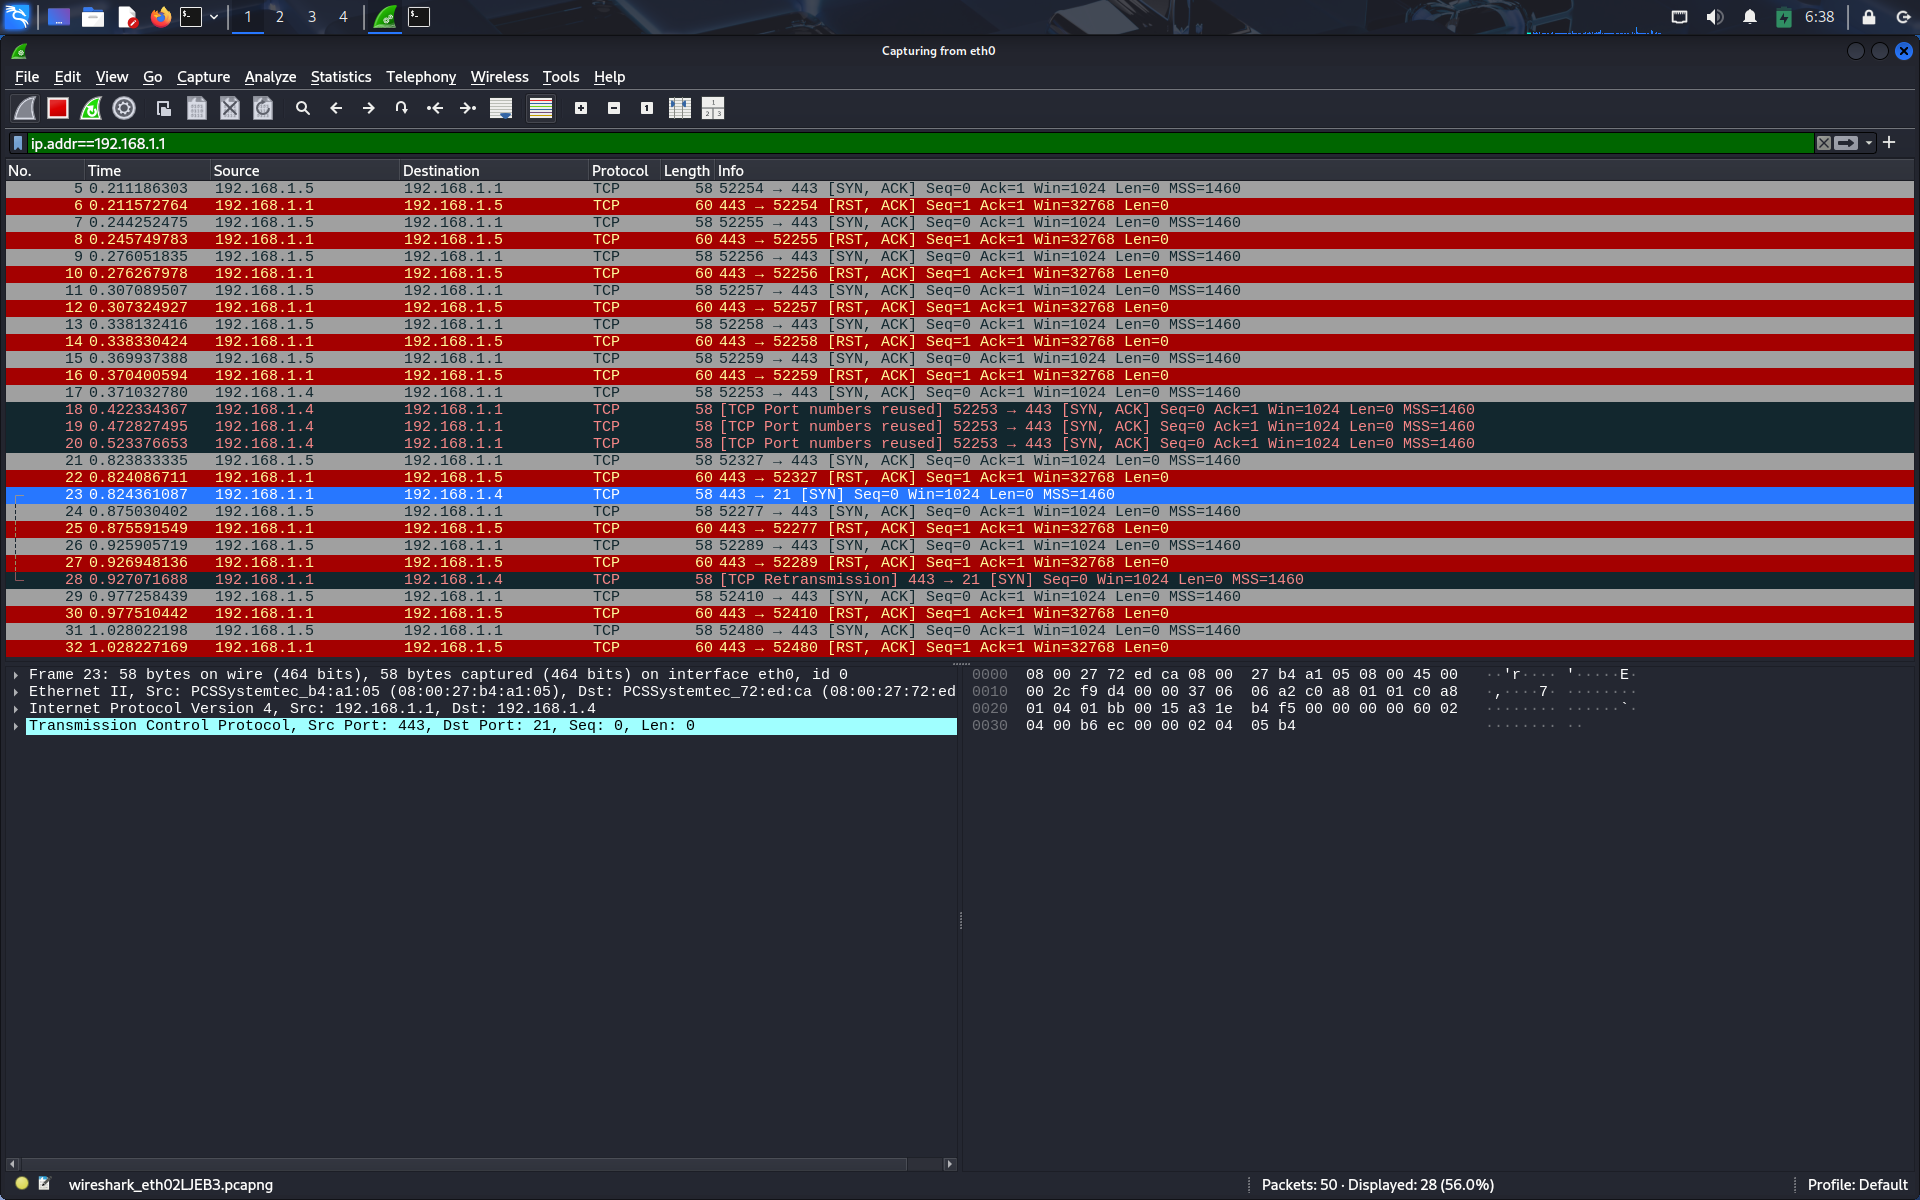 1 2 3 4 6:38
Capturing from eth0
File Edit View Go Capture Analyze Statistics Telephony Wireless Tools Help
ip.addr==192.168.1.1
No. Time Source Destination Protocol Length Info
5 0.211186303 192.168.1.5 192.168.1.1 TCP 58 52254 → 443 [SYN, ACK] Seq=0 Ack=1 Win=1024 Len=0 MSS=1460
6 0.211572764 192.168.1.1 192.168.1.5 TCP 60 443 → 52254 [RST, ACK] Seq=1 Ack=1 Win=32768 Len=0
7 0.244252475 192.168.1.5 192.168.1.1 TCP 58 52255 → 443 [SYN, ACK] Seq=0 Ack=1 Win=1024 Len=0 MSS=1460
8 0.245749783 192.168.1.1 192.168.1.5 TCP 60 443 → 52255 [RST, ACK] Seq=1 Ack=1 Win=32768 Len=0
9 0.276051835 192.168.1.5 192.168.1.1 TCP 58 52256 → 443 [SYN, ACK] Seq=0 Ack=1 Win=1024 Len=0 MSS=1460
10 0.276267978 192.168.1.1 192.168.1.5 TCP 60 443 → 52256 [RST, ACK] Seq=1 Ack=1 Win=32768 Len=0
11 0.307089507 192.168.1.5 192.168.1.1 TCP 58 52257 → 443 [SYN, ACK] Seq=0 Ack=1 Win=1024 Len=0 MSS=1460
12 0.307324927 192.168.1.1 192.168.1.5 TCP 60 443 → 52257 [RST, ACK] Seq=1 Ack=1 Win=32768 Len=0
13 0.338132416 192.168.1.5 192.168.1.1 TCP 58 52258 → 443 [SYN, ACK] Seq=0 Ack=1 Win=1024 Len=0 MSS=1460
14 0.338330424 192.168.1.1 192.168.1.5 TCP 60 443 → 52258 [RST, ACK] Seq=1 Ack=1 Win=32768 Len=0
15 0.369937388 192.168.1.5 192.168.1.1 TCP 58 52259 → 443 [SYN, ACK] Seq=0 Ack=1 Win=1024 Len=0 MSS=1460
16 0.370400594 192.168.1.1 192.168.1.5 TCP 60 443 → 52259 [RST, ACK] Seq=1 Ack=1 Win=32768 Len=0
17 0.371032780 192.168.1.4 192.168.1.1 TCP 58 52253 → 443 [SYN, ACK] Seq=0 Ack=1 Win=1024 Len=0 MSS=1460
18 0.422334367 192.168.1.4 192.168.1.1 TCP 58 [TCP Port numbers reused] 52253 → 443 [SYN, ACK] Seq=0 Ack=1 Win=1024 Len=0 MSS=1460
19 0.472827495 192.168.1.4 192.168.1.1 TCP 58 [TCP Port numbers reused] 52253 → 443 [SYN, ACK] Seq=0 Ack=1 Win=1024 Len=0 MSS=1460
20 0.523376653 192.168.1.4 192.168.1.1 TCP 58 [TCP Port numbers reused] 52253 → 443 [SYN, ACK] Seq=0 Ack=1 Win=1024 Len=0 MSS=1460
21 0.823833335 192.168.1.5 192.168.1.1 TCP 58 52327 → 443 [SYN, ACK] Seq=0 Ack=1 Win=1024 Len=0 MSS=1460
22 0.824086711 192.168.1.1 192.168.1.5 TCP 60 443 → 52327 [RST, ACK] Seq=1 Ack=1 Win=32768 Len=0
23 0.824361087 192.168.1.1 192.168.1.4 TCP 58 443 → 21 [SYN] Seq=0 Win=1024 Len=0 MSS=1460
24 0.875030402 192.168.1.5 192.168.1.1 TCP 58 52277 → 443 [SYN, ACK] Seq=0 Ack=1 Win=1024 Len=0 MSS=1460
25 0.875591549 192.168.1.1 192.168.1.5 TCP 60 443 → 52277 [RST, ACK] Seq=1 Ack=1 Win=32768 Len=0
26 0.925905719 192.168.1.5 192.168.1.1 TCP 58 52289 → 443 [SYN, ACK] Seq=0 Ack=1 Win=1024 Len=0 MSS=1460
27 0.926948136 192.168.1.1 192.168.1.5 TCP 60 443 → 52289 [RST, ACK] Seq=1 Ack=1 Win=32768 Len=0
28 0.927071688 192.168.1.1 192.168.1.4 TCP 58 [TCP Retransmission] 443 → 21 [SYN] Seq=0 Win=1024 Len=0 MSS=1460
29 0.977258439 192.168.1.5 192.168.1.1 TCP 58 52410 → 443 [SYN, ACK] Seq=0 Ack=1 Win=1024 Len=0 MSS=1460
30 0.977510442 192.168.1.1 192.168.1.5 TCP 60 443 → 52410 [RST, ACK] Seq=1 Ack=1 Win=32768 Len=0
31 1.028022198 192.168.1.5 192.168.1.1 TCP 58 52480 → 443 [SYN, ACK] Seq=0 Ack=1 Win=1024 Len=0 MSS=1460
32 1.028227169 192.168.1.1 192.168.1.5 TCP 60 443 → 52480 [RST, ACK] Seq=1 Ack=1 Win=32768 Len=0
Frame 23: 58 bytes on wire (464 bits), 58 bytes captured (464 bits) on interface eth0, id 0
Ethernet II, Src: PCSSystemtec_b4:a1:05 (08:00:27:b4:a1:05), Dst: PCSSystemtec_72:ed:ca (08:00:27:72:ed
Internet Protocol Version 4, Src: 192.168.1.1, Dst: 192.168.1.4
Transmission Control Protocol, Src Port: 443, Dst Port: 21, Seq: 0, Len: 0
0000 08 00 27 72 ed ca 08 00 27 b4 a1 05 08 00 45 00 ··'r···· '·····E·
0010 00 2c f9 d4 00 00 37 06 06 a2 c0 a8 01 01 c0 a8 ·,····7· ········
0020 01 04 01 bb 00 15 a3 1e b4 f5 00 00 00 00 60 02 ········ ······`·
0030 04 00 b6 ec 00 00 02 04 05 b4 ········ ··
wireshark_eth02LJEB3.pcapng Packets: 50 · Displayed: 28 (56.0%) Profile: Default